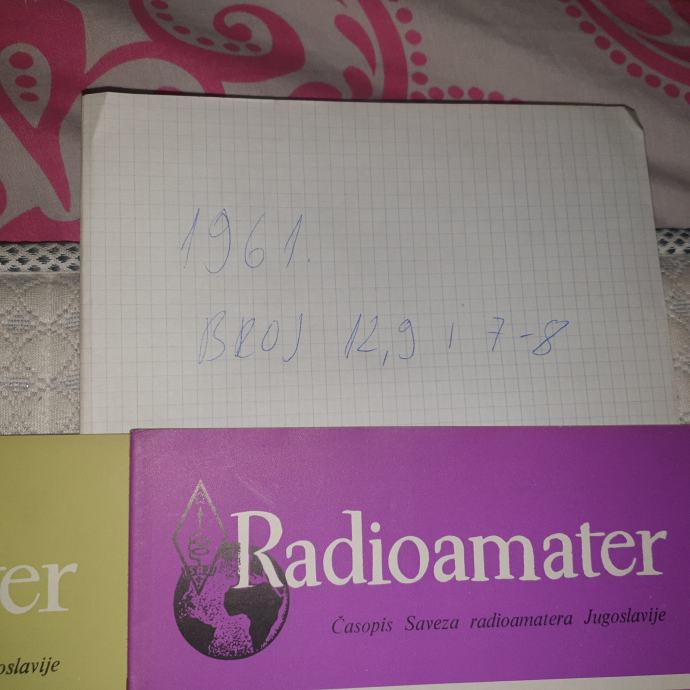 1961.
BROJ 12,9 i 7-8
Radioamater
Časopis Saveza radioamatera Jugoslavije
er
oslavije